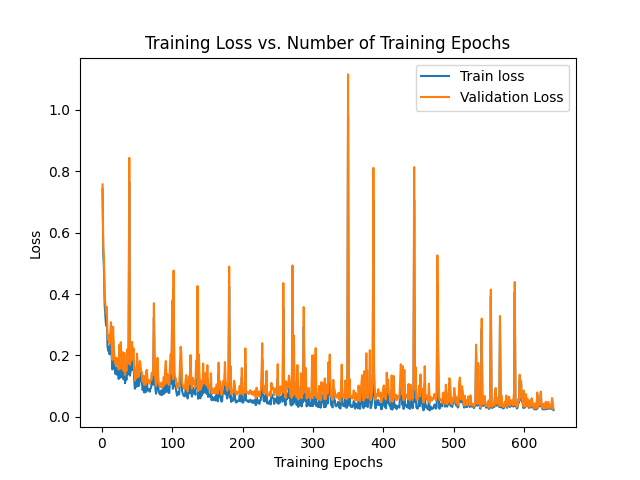 Training Loss vs. Number of Training Epochs
Train loss
Validation Loss
Loss
1.0
0.8
0.6
0.4
0.2
0.0
0 100 200 300 400 500 600
Training Epochs